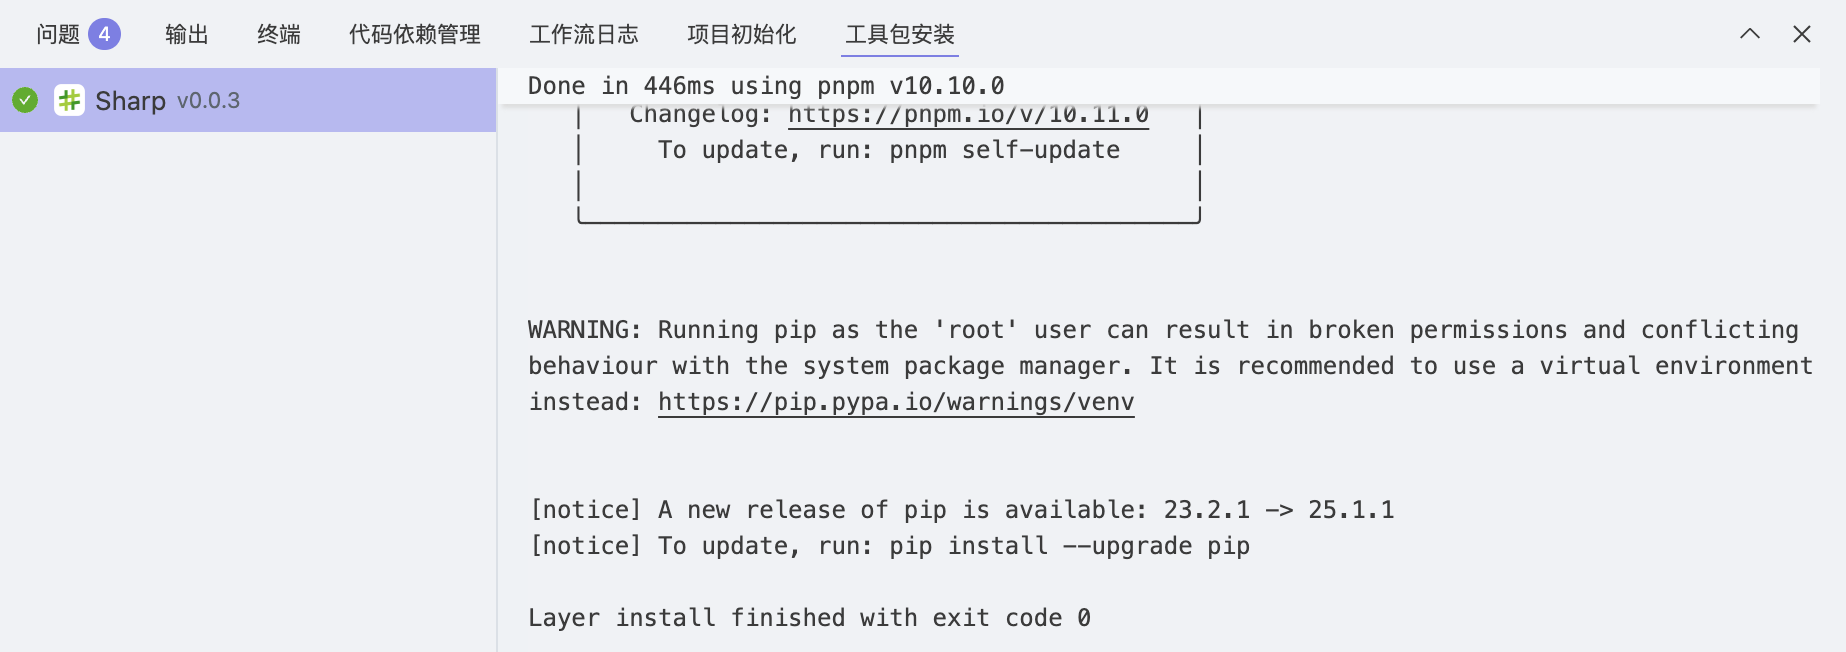 问题 4 输出 终端 代码依赖管理 工作流日志 项目初始化 工具包安装
Sharp v0.0.3
Done in 446ms using pnpm v10.10.0
Changelog: https://pnpm.io/v/10.11.0
To update, run: pnpm self-update
WARNING: Running pip as the 'root' user can result in broken permissions and conflicting
behaviour with the system package manager. It is recommended to use a virtual environment
instead: https://pip.pypa.io/warnings/venv
[notice] A new release of pip is available: 23.2.1 -> 25.1.1
[notice] To update, run: pip install --upgrade pip
Layer install finished with exit code 0